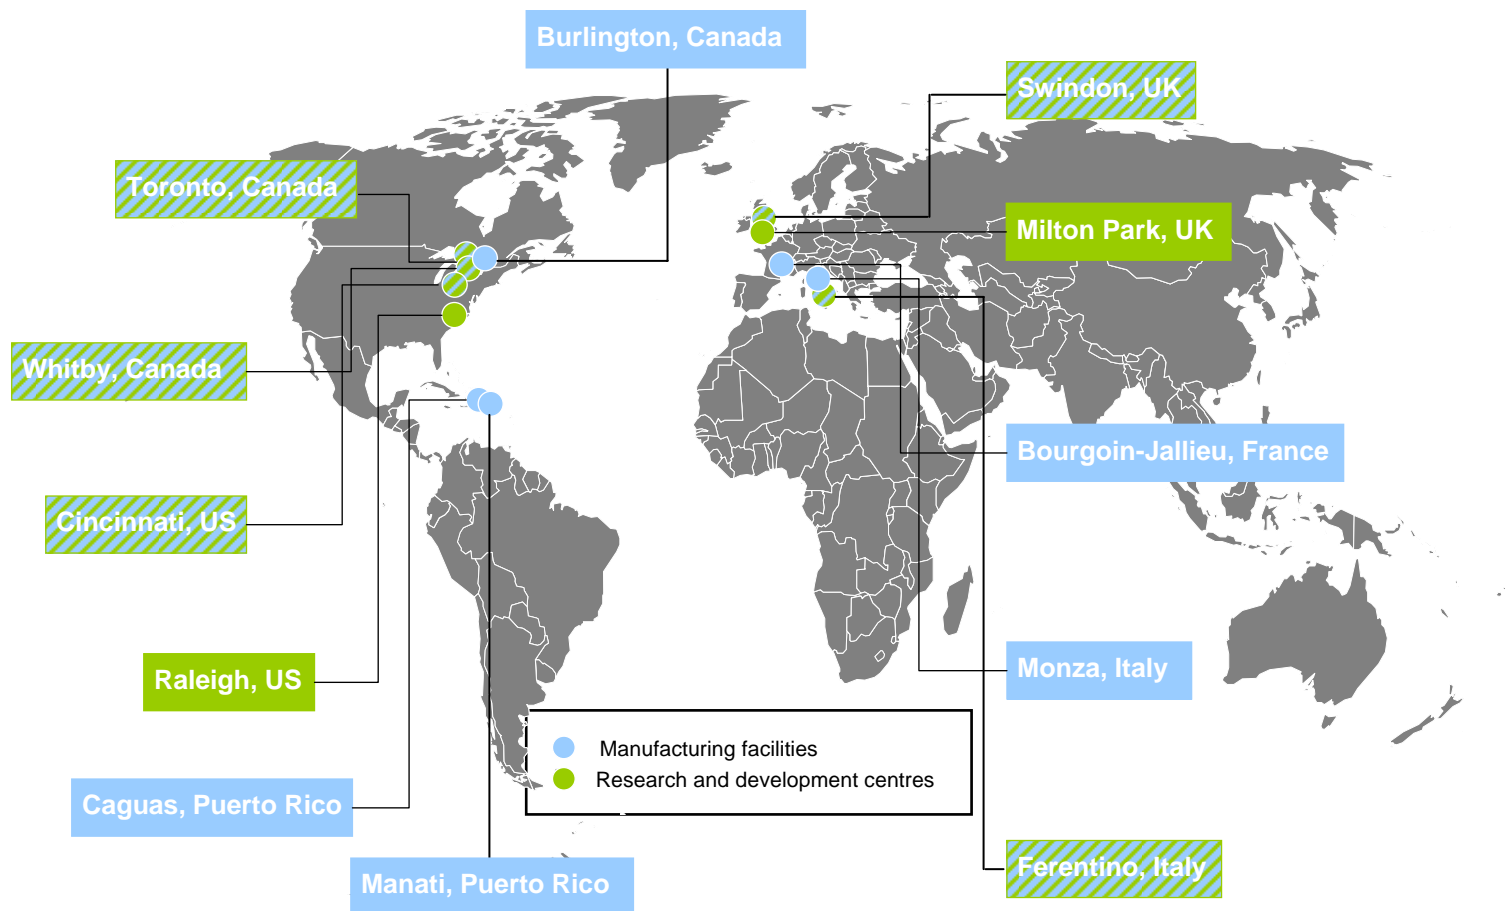 Burlington, Canada
Swindon, UK
Toronto, Canada
Milton Park, UK
Whitby, Canada
Bourgoin-Jallieu, France
Cincinnati, US
Monza, Italy
Raleigh, US
Manufacturing facilities
Research and development centres
Caguas, Puerto Rico
Ferentino, Italy
Manati, Puerto Rico